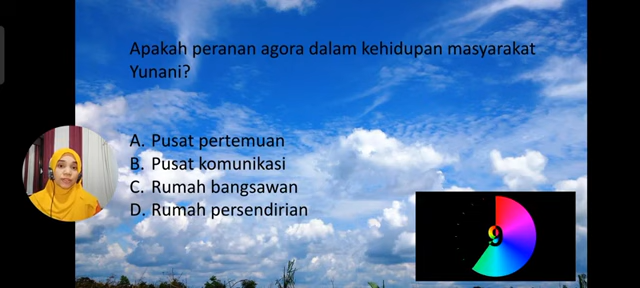 Apakah peranan agora dalam kehidupan masyarakat
Yunani?
A. Pusat pertemuan
B. Pusat komunikasi
C. Rumah bangsawan
D. Rumah persendirian
9